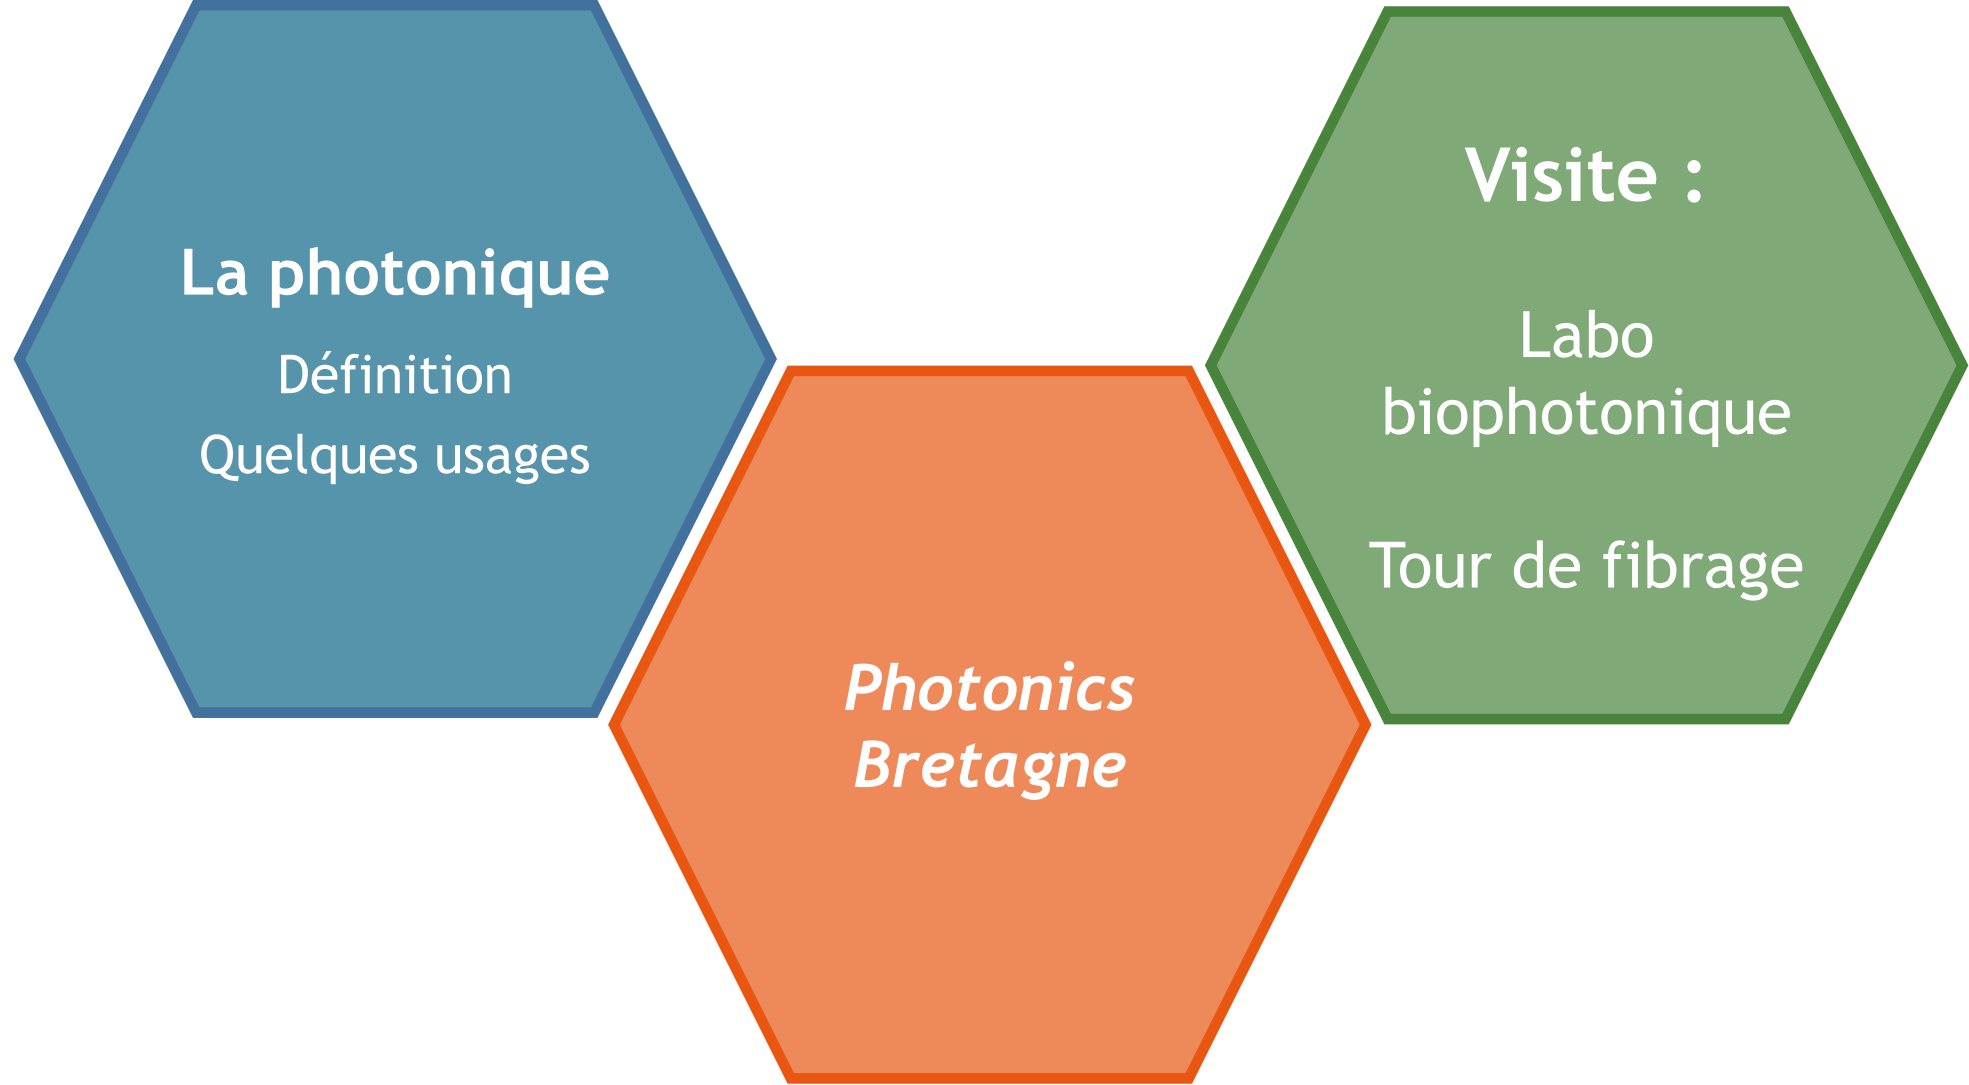 La photonique
Définition
Quelques usages
Photonics
Bretagne
Visite :
Labo
biophotonique
Tour de fibrage